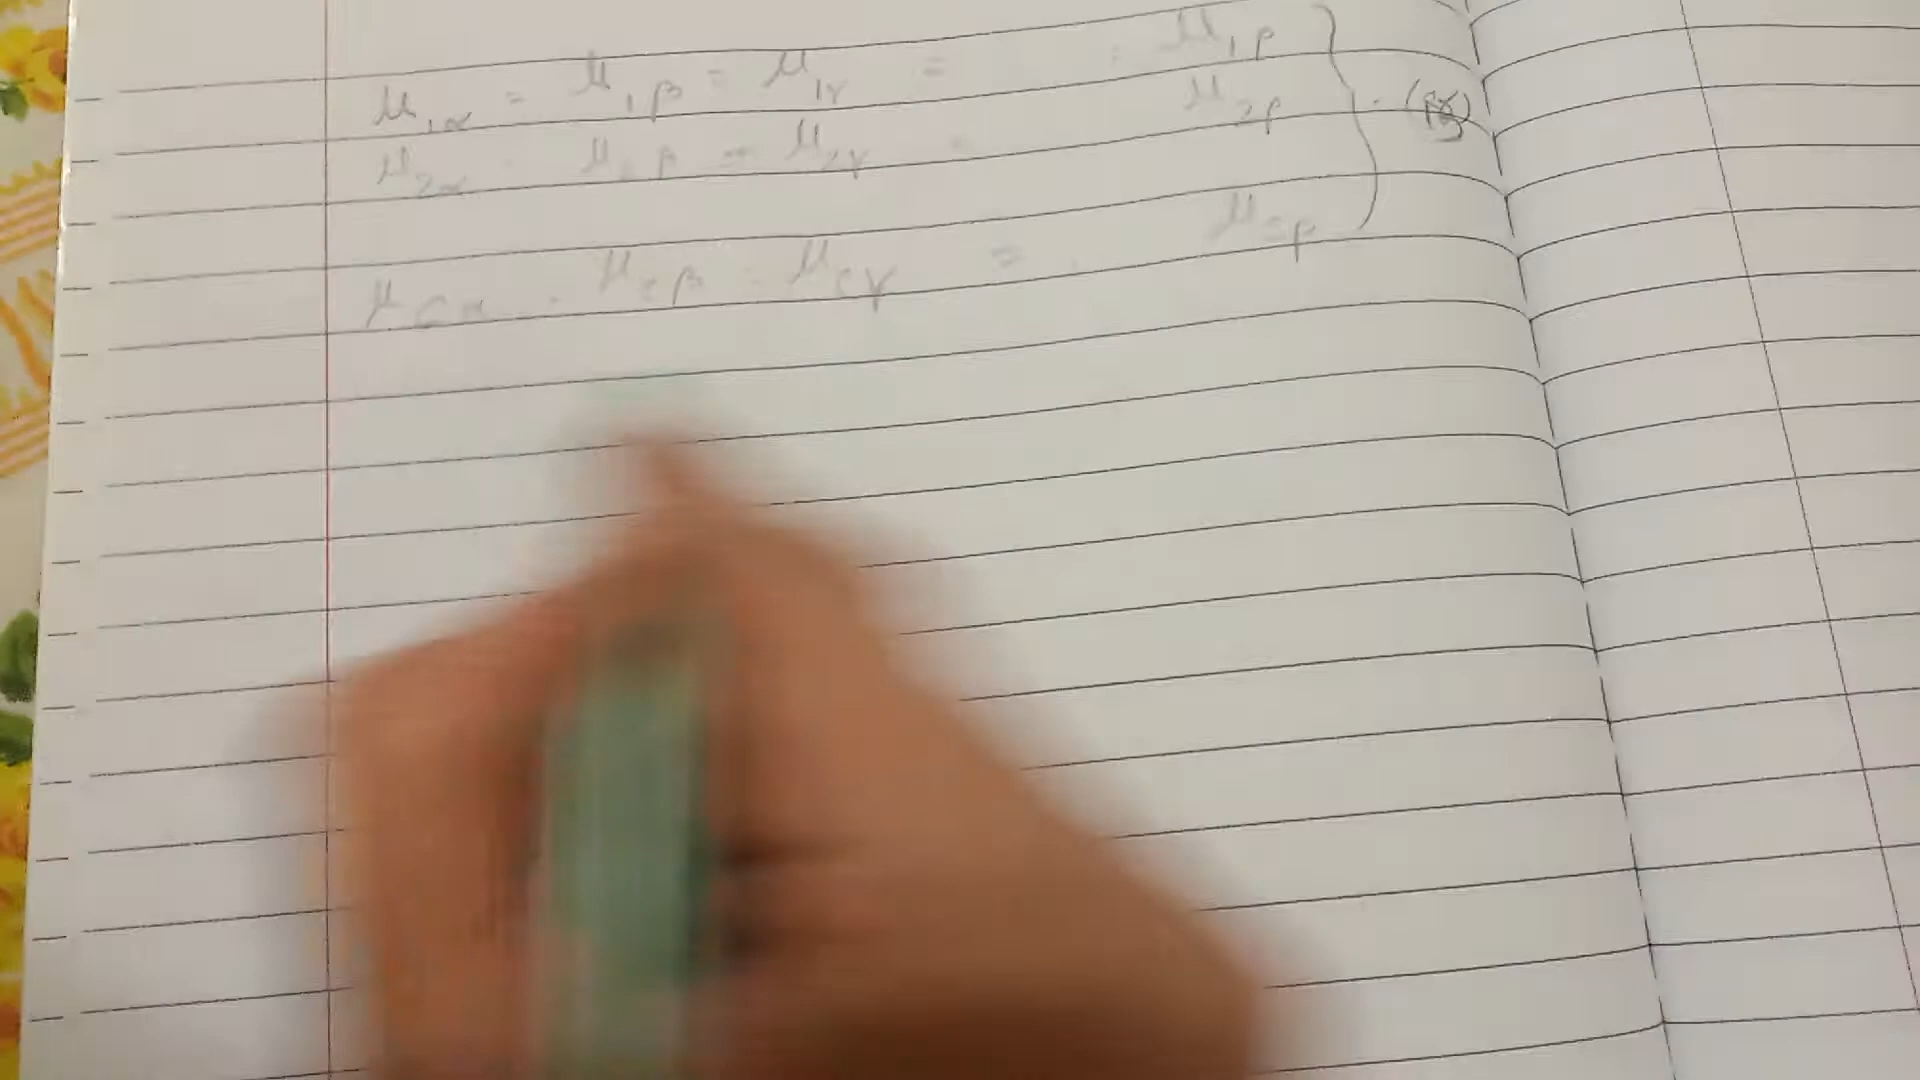 μ₁α = μ₁β = μ₁γ = . μ₁ρ
μ₂α . μ₂β = μ₂γ = μ₂ρ
μcα . μcβ . μcγ = . μcρ